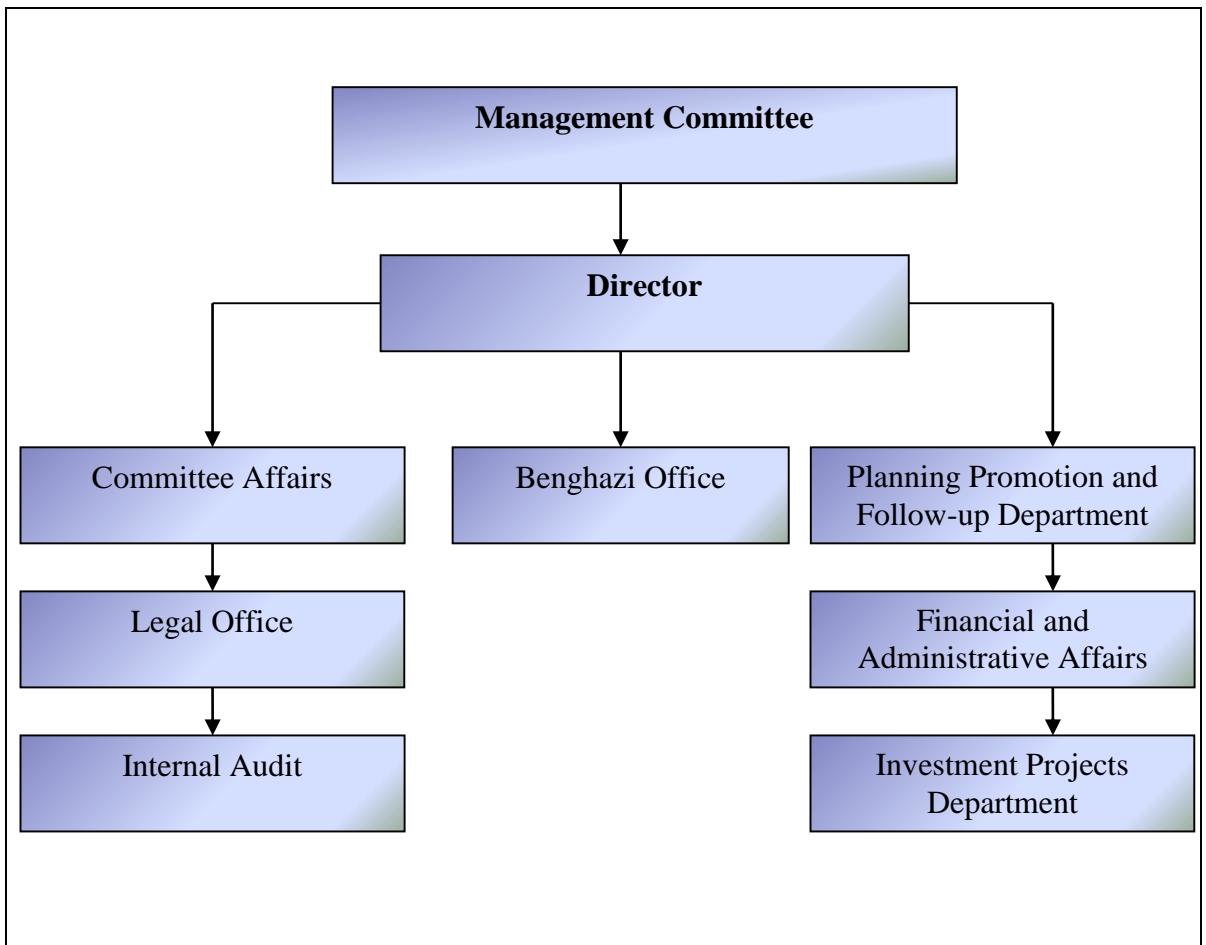 Management Committee
Director
Committee Affairs
Benghazi Office
Planning Promotion and
Follow-up Department
Legal Office
Financial and
Administrative Affairs
Internal Audit
Investment Projects
Department